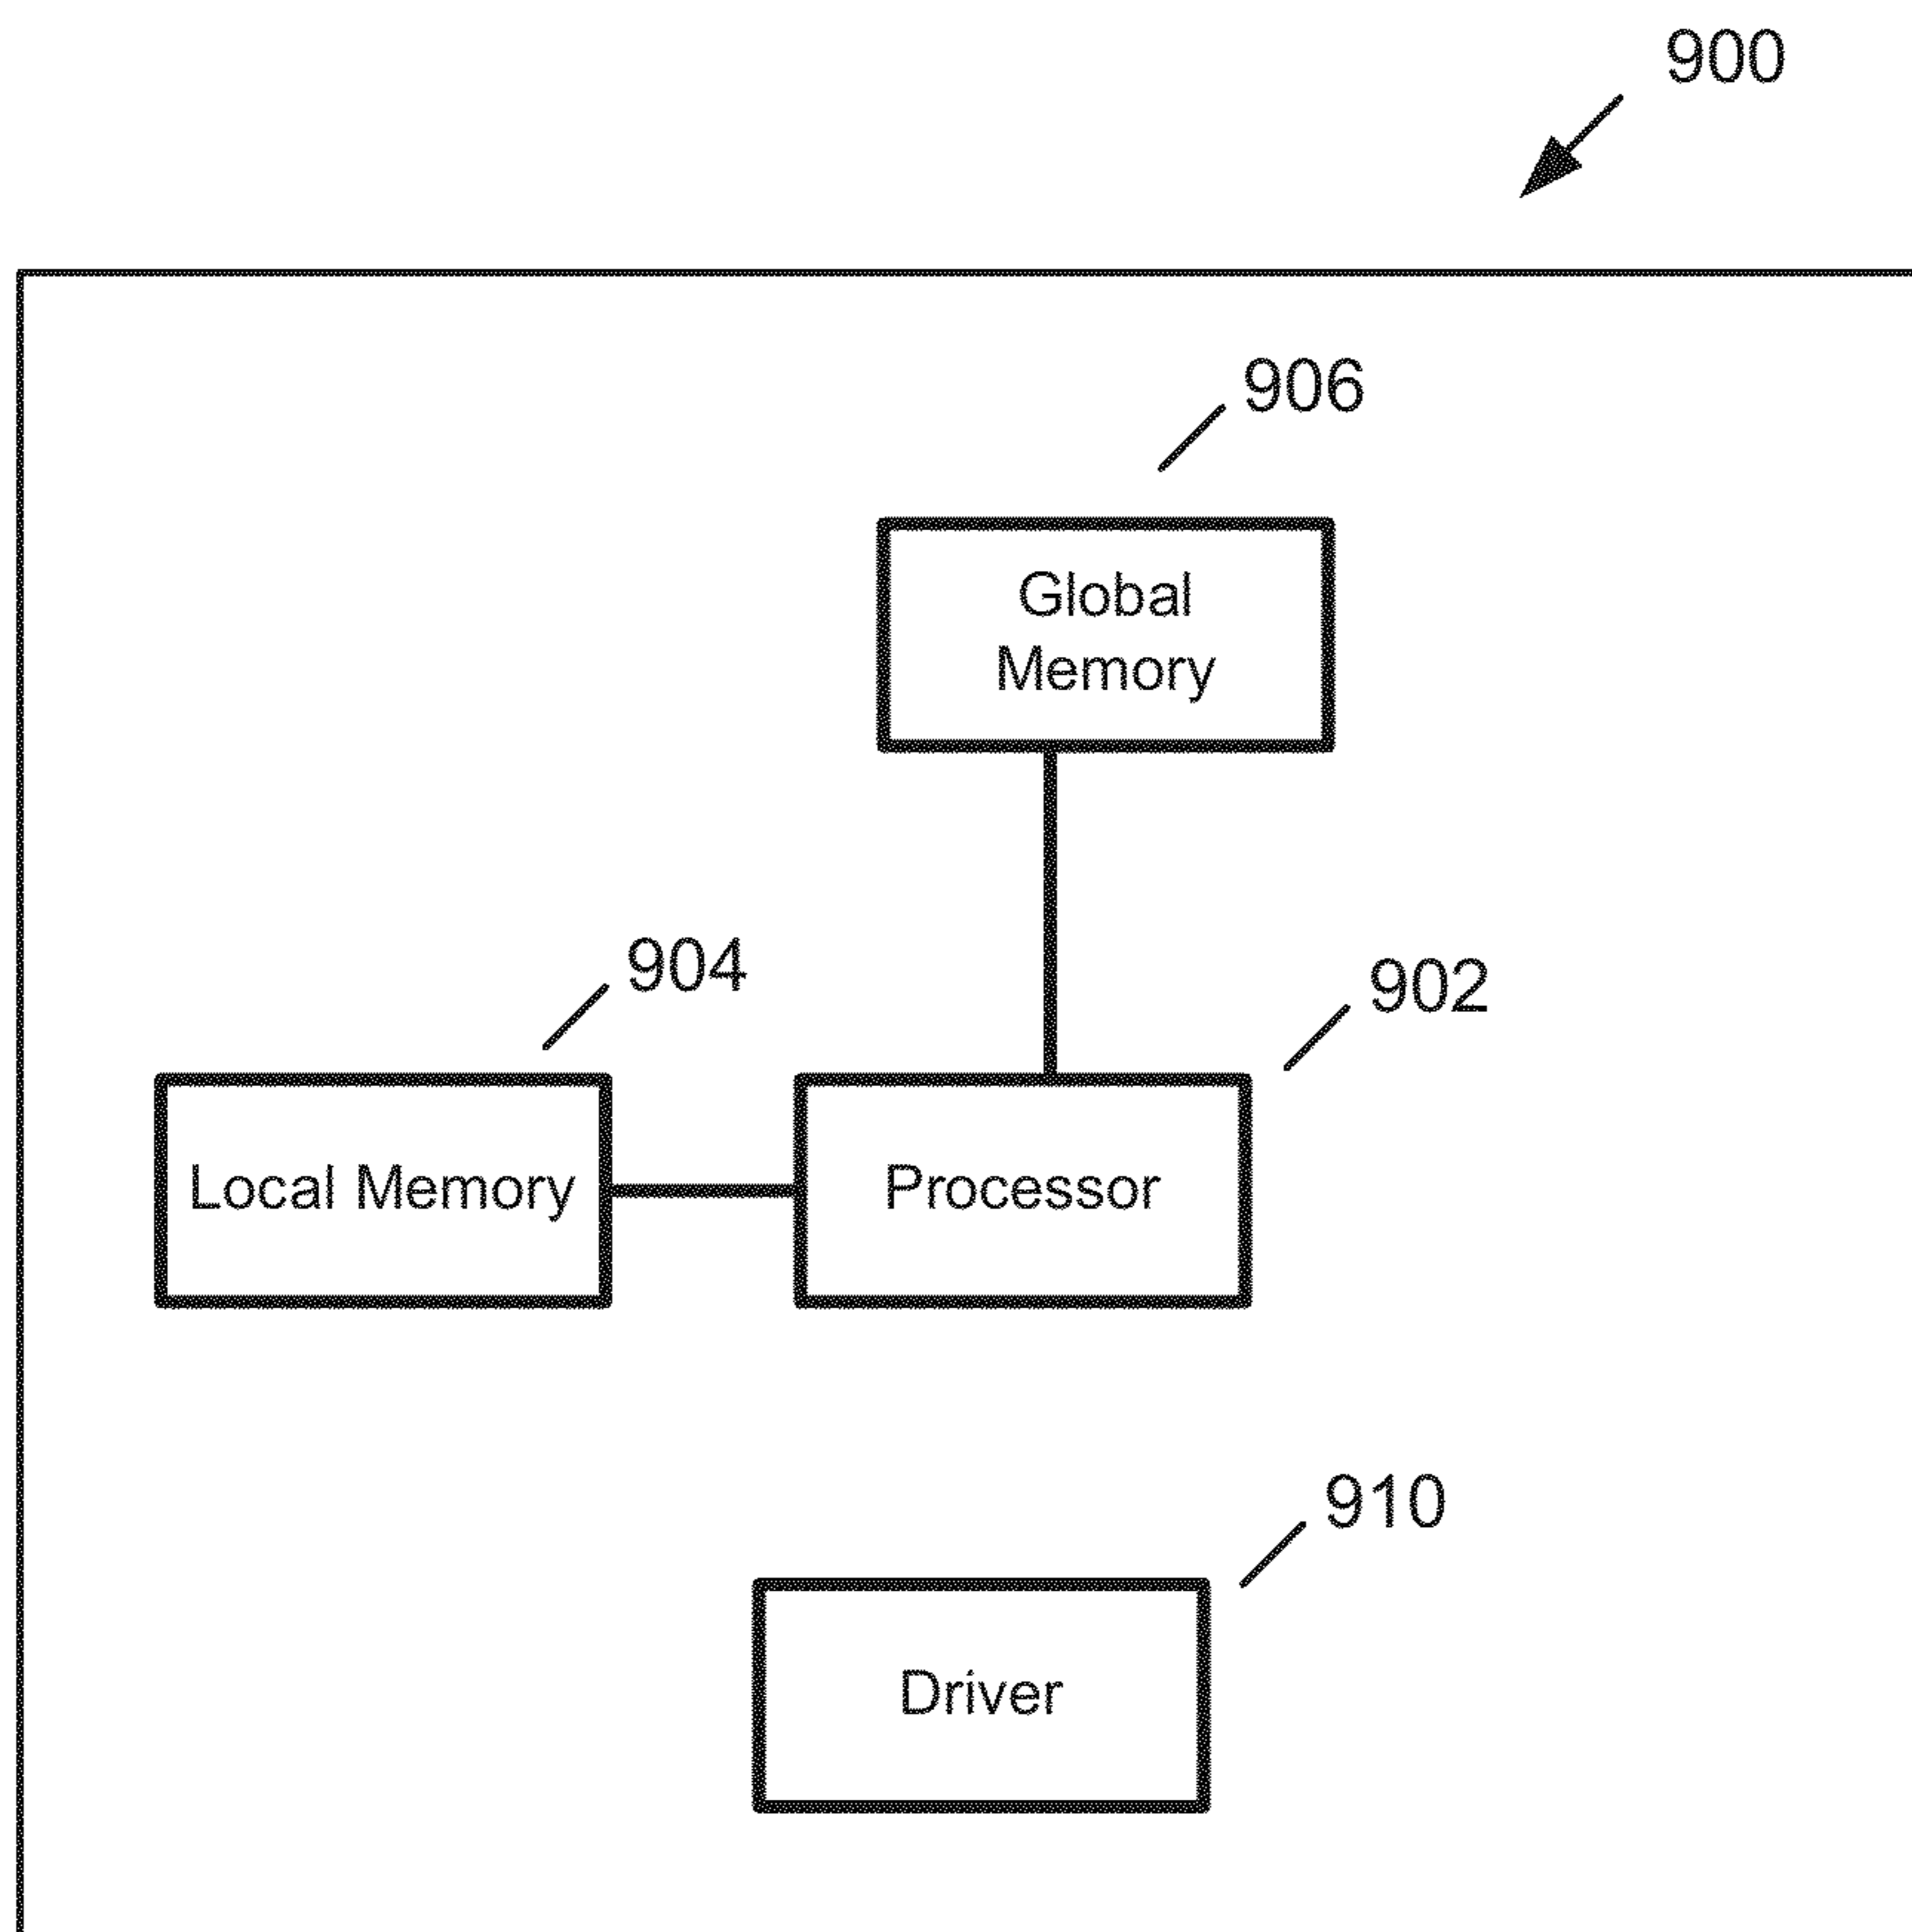 900
906
Global
Memory
904
902
Local Memory
Processor
910
Driver